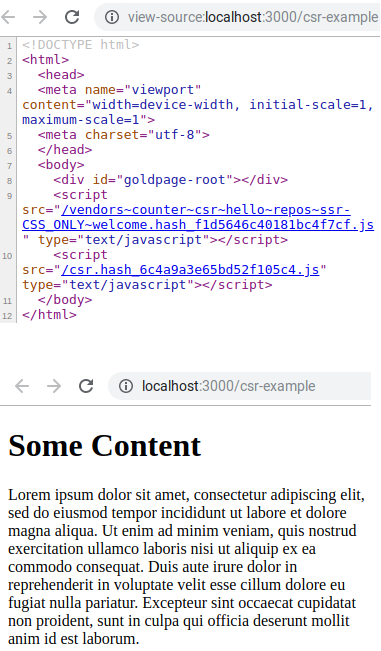 view-source:localhost:3000/csr-example
1 <!DOCTYPE html>
2 <html>
3 <head>
4 <meta name="viewport"
content="width=device-width, initial-scale=1,
maximum-scale=1">
5 <meta charset="utf-8">
6 </head>
7 <body>
8 <div id="goldpage-root"></div>
9 <script
src="/vendors~counter~csr~hello~repos~ssr-
CSS_ONLY~welcome.hash_f1d5646c40181bc4f7cf.js
" type="text/javascript"></script>
10 <script
src="/csr.hash_6c4a9a3e65bd52f105c4.js"
type="text/javascript"></script>
11 </body>
12 </html>
localhost:3000/csr-example
Some Content
Lorem ipsum dolor sit amet, consectetur adipiscing elit,
sed do eiusmod tempor incididunt ut labore et dolore
magna aliqua. Ut enim ad minim veniam, quis nostrud
exercitation ullamco laboris nisi ut aliquip ex ea
commodo consequat. Duis aute irure dolor in
reprehenderit in voluptate velit esse cillum dolore eu
fugiat nulla pariatur. Excepteur sint occaecat cupidatat
non proident, sunt in culpa qui officia deserunt mollit
anim id est laborum.